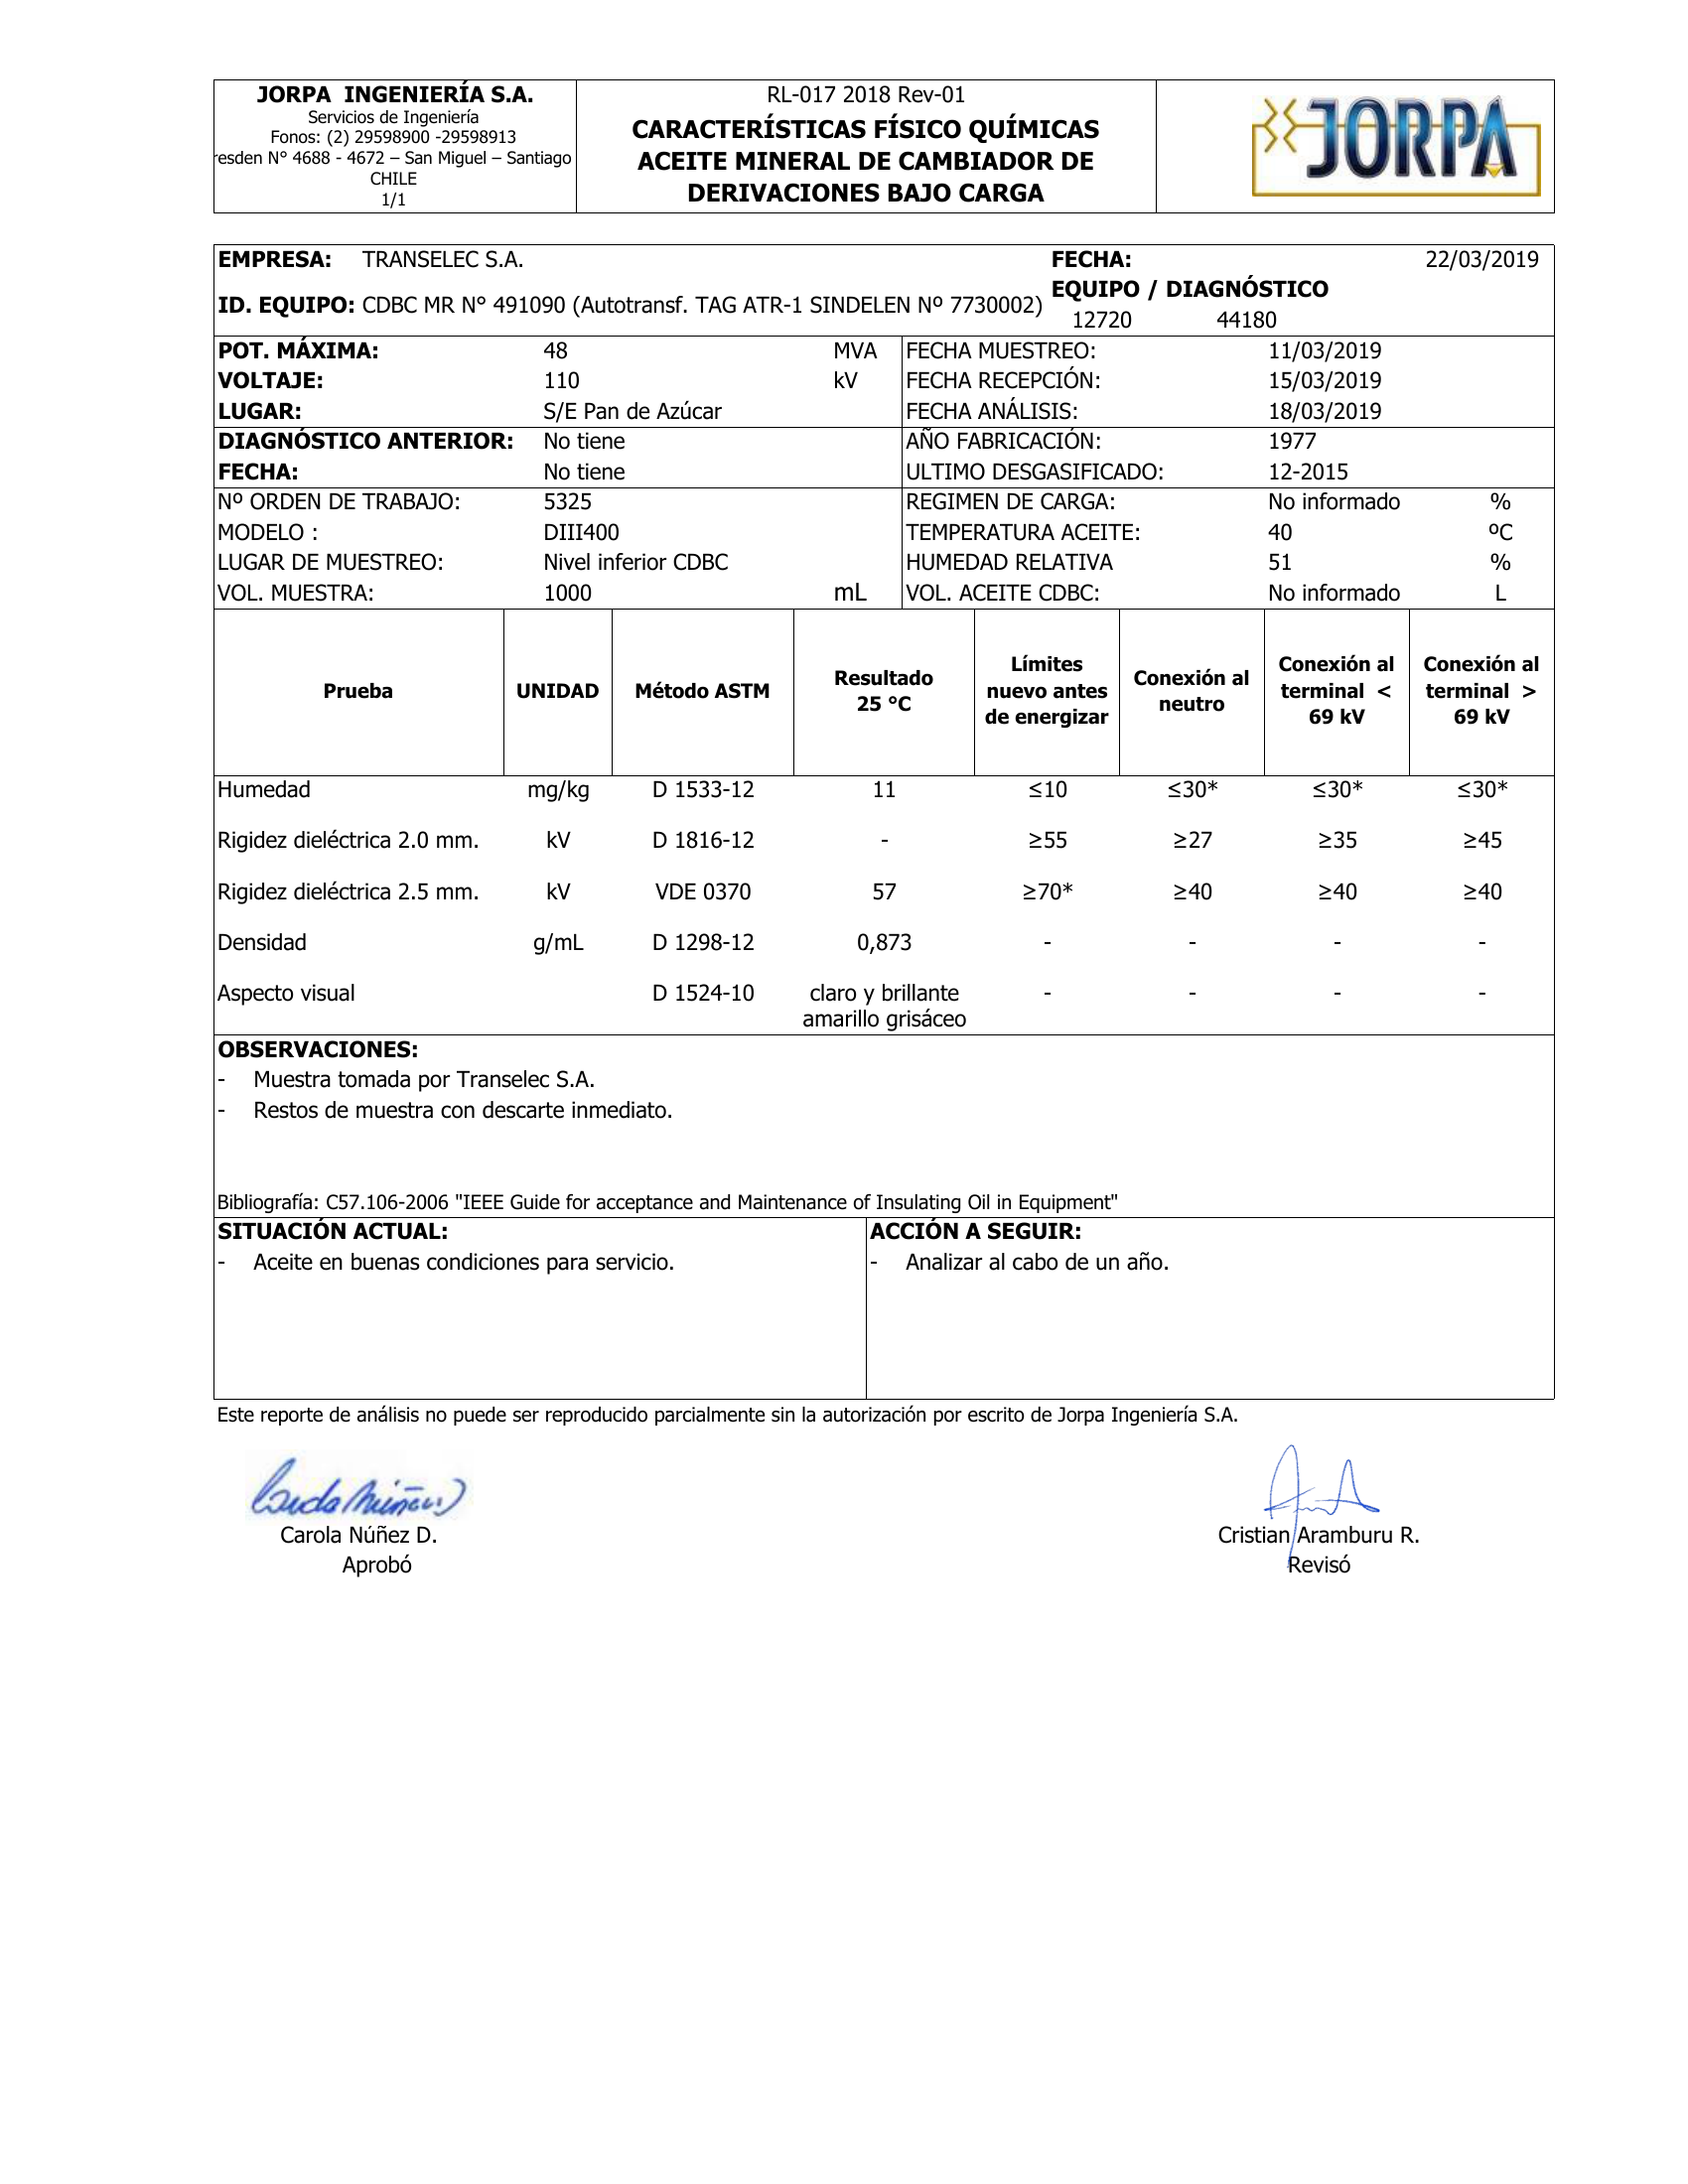 JORPA INGENIERÍA S.A.
Servicios de Ingeniería
Fonos: (2) 29598900 -29598913
resden N° 4688 - 4672 – San Miguel – Santiago
CHILE
1/1
RL-017 2018 Rev-01
CARACTERÍSTICAS FÍSICO QUÍMICAS
ACEITE MINERAL DE CAMBIADOR DE
DERIVACIONES BAJO CARGA
JORPA
EMPRESA: TRANSELEC S.A. FECHA: 22/03/2019
ID. EQUIPO: CDBC MR N° 491090 (Autotransf. TAG ATR-1 SINDELEN Nº 7730002) EQUIPO / DIAGNÓSTICO
12720 44180
POT. MÁXIMA: 48 MVA FECHA MUESTREO: 11/03/2019
VOLTAJE: 110 kV FECHA RECEPCIÓN: 15/03/2019
LUGAR: S/E Pan de Azúcar FECHA ANÁLISIS: 18/03/2019
DIAGNÓSTICO ANTERIOR: No tiene AÑO FABRICACIÓN: 1977
FECHA: No tiene ULTIMO DESGASIFICADO: 12-2015
Nº ORDEN DE TRABAJO: 5325 REGIMEN DE CARGA: No informado %
MODELO : DIII400 TEMPERATURA ACEITE: 40 ºC
LUGAR DE MUESTREO: Nivel inferior CDBC HUMEDAD RELATIVA 51 %
VOL. MUESTRA: 1000 mL VOL. ACEITE CDBC: No informado L
Prueba UNIDAD Método ASTM Resultado 25 °C Límites nuevo antes de energizar Conexión al neutro Conexión al terminal < 69 kV Conexión al terminal > 69 kV
Humedad mg/kg D 1533-12 11 ≤10 ≤30* ≤30* ≤30*
Rigidez dieléctrica 2.0 mm. kV D 1816-12 - ≥55 ≥27 ≥35 ≥45
Rigidez dieléctrica 2.5 mm. kV VDE 0370 57 ≥70* ≥40 ≥40 ≥40
Densidad g/mL D 1298-12 0,873 - - - -
Aspecto visual D 1524-10 claro y brillante - - - -
amarillo grisáceo
OBSERVACIONES:
- Muestra tomada por Transelec S.A.
- Restos de muestra con descarte inmediato.
Bibliografía: C57.106-2006 "IEEE Guide for acceptance and Maintenance of Insulating Oil in Equipment"
SITUACIÓN ACTUAL: ACCIÓN A SEGUIR:
- Aceite en buenas condiciones para servicio. - Analizar al cabo de un año.
Este reporte de análisis no puede ser reproducido parcialmente sin la autorización por escrito de Jorpa Ingeniería S.A.
Carola Núñez D. Cristian Aramburu R.
Aprobó Revisó